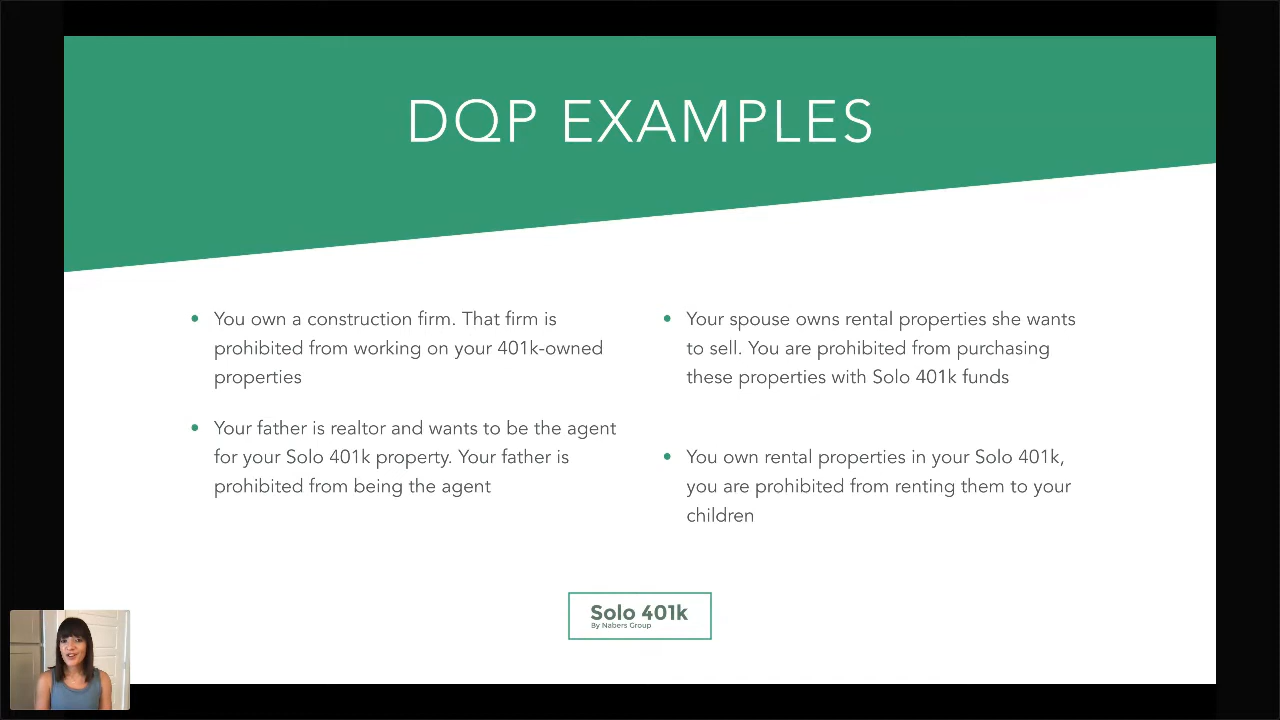 DQP EXAMPLES
• You own a construction firm. That firm is
prohibited from working on your 401k-owned
properties
• Your father is realtor and wants to be the agent
for your Solo 401k property. Your father is
prohibited from being the agent
• Your spouse owns rental properties she wants
to sell. You are prohibited from purchasing
these properties with Solo 401k funds
• You own rental properties in your Solo 401k,
you are prohibited from renting them to your
children
Solo 401k
By Nabers Group